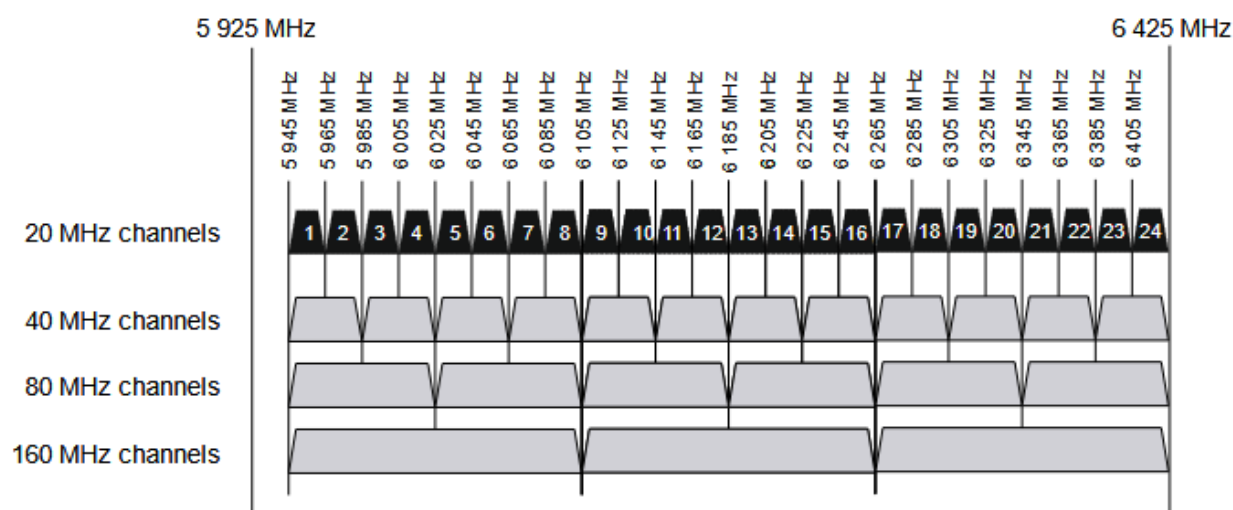 5 925 MHz
6 425 MHz
5 945 MHz
5 965 MHz
5 985 MHz
6 005 MHz
6 025 MHz
6 045 MHz
6 065 MHz
6 085 MHz
6 105 MHz
6 125 MHz
6 145 MHz
6 165 MHz
6 185 MHz
6 205 MHz
6 225 MHz
6 245 MHz
6 265 MHz
6 285 MHz
6 305 MHz
6 325 MHz
6 345 MHz
6 365 MHz
6 385 MHz
6 405 MHz
20 MHz channels
1 2 3 4 5 6 7 8 9 10 11 12 13 14 15 16 17 18 19 20 21 22 23 24
40 MHz channels
80 MHz channels
160 MHz channels